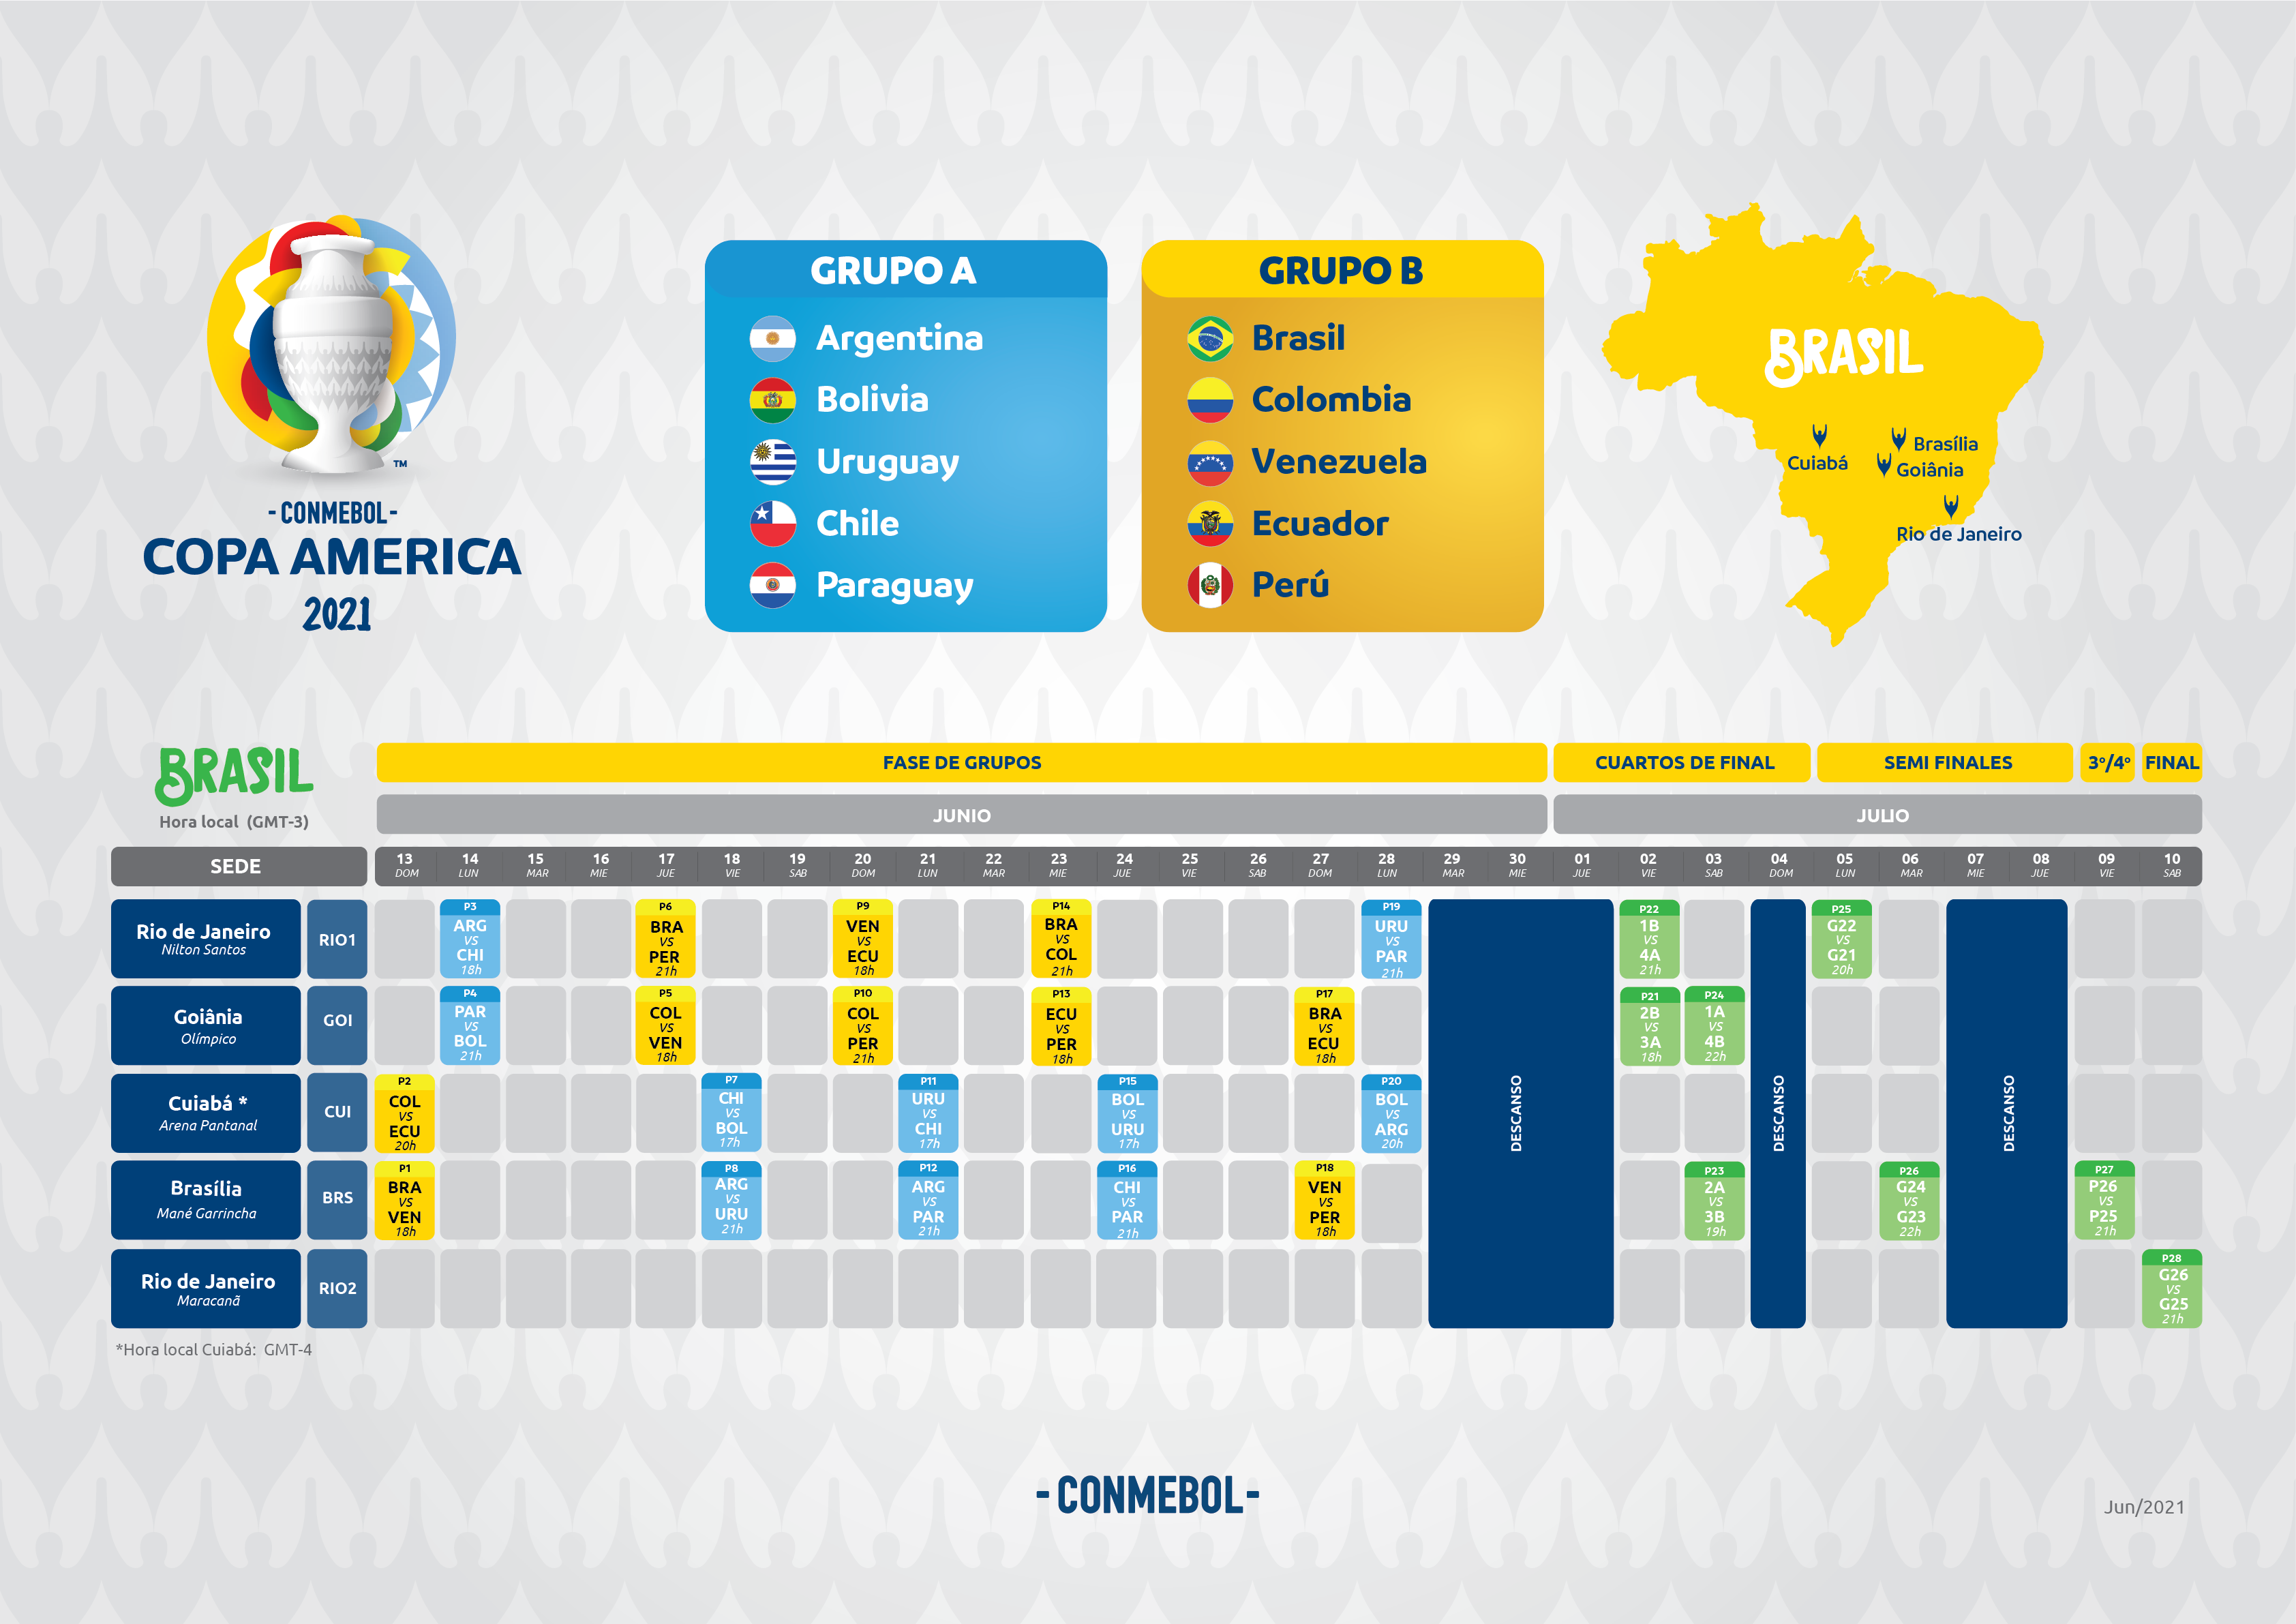 TM
- CONMEBOL -
COPA AMERICA
2021
GRUPO A
Argentina
Bolivia
Uruguay
Chile
Paraguay
GRUPO B
Brasil
Colombia
Venezuela
Ecuador
Perú
BRASIL
Cuiabá
Brasília
Goiânia
Rio de Janeiro
BRASIL
Hora local (GMT-3)
FASE DE GRUPOS
CUARTOS DE FINAL
SEMI FINALES
3º/4º
FINAL
JUNIO
JULIO
SEDE
13 14 15 16 17 18 19 20 21 22 23 24 25 26 27 28 29 30 01 02 03 04 05 06 07 08 09 10
DOM LUN MAR MIE JUE VIE SAB DOM LUN MAR MIE JUE VIE SAB DOM LUN MAR MIE JUE VIE SAB DOM LUN MAR MIE JUE VIE SAB
Rio de Janeiro
Nilton Santos
RIO1
P3
ARG
VS
CHI
18h
P6
BRA
VS
PER
21h
P9
VEN
VS
ECU
18h
P14
BRA
VS
COL
21h
P19
URU
VS
PAR
21h
P22
1B
VS
4A
21h
P25
G22
VS
G21
20h
Goiânia
Olímpico
GOI
P4
PAR
VS
BOL
21h
P5
COL
VS
VEN
18h
P10
COL
VS
PER
21h
P13
ECU
VS
PER
18h
P17
BRA
VS
ECU
18h
P21
2B
VS
3A
18h
P24
1A
VS
4B
22h
Cuiabá *
Arena Pantanal
CUI
P2
COL
VS
ECU
20h
P7
CHI
VS
BOL
17h
P11
URU
VS
CHI
17h
P15
BOL
VS
URU
17h
P20
BOL
VS
ARG
20h
DESCANSO
DESCANSO
DESCANSO
Brasília
Mané Garrincha
BRS
P1
BRA
VS
VEN
18h
P8
ARG
VS
URU
21h
P12
ARG
VS
PAR
21h
P16
CHI
VS
PAR
21h
P18
VEN
VS
PER
18h
P23
2A
VS
3B
19h
P26
G24
VS
G23
22h
P27
P26
VS
P25
21h
Rio de Janeiro
Maracanã
RIO2
P28
G26
VS
G25
21h
*Hora local Cuiabá: GMT-4
- CONMEBOL -
Jun/2021